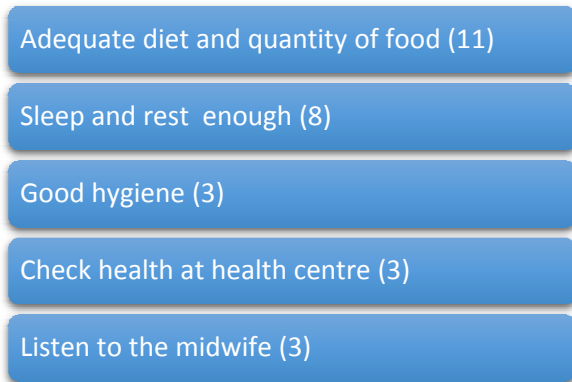 Adequate diet and quantity of food (11)
Sleep and rest  enough (8)
Good hygiene (3)
Check health at health centre (3)
Listen to the midwife (3)